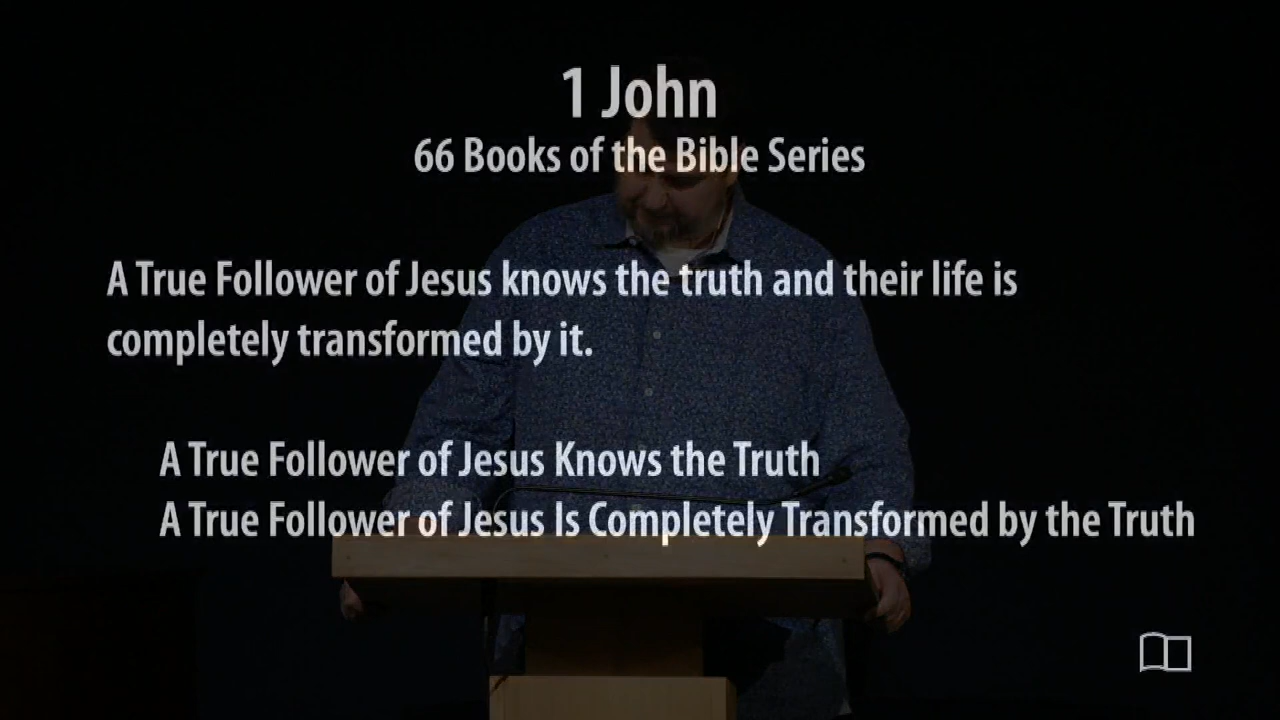 1 John
66 Books of the Bible Series
A True Follower of Jesus knows the truth and their life is
completely transformed by it.
A True Follower of Jesus Knows the Truth
A True Follower of Jesus Is Completely Transformed by the Truth